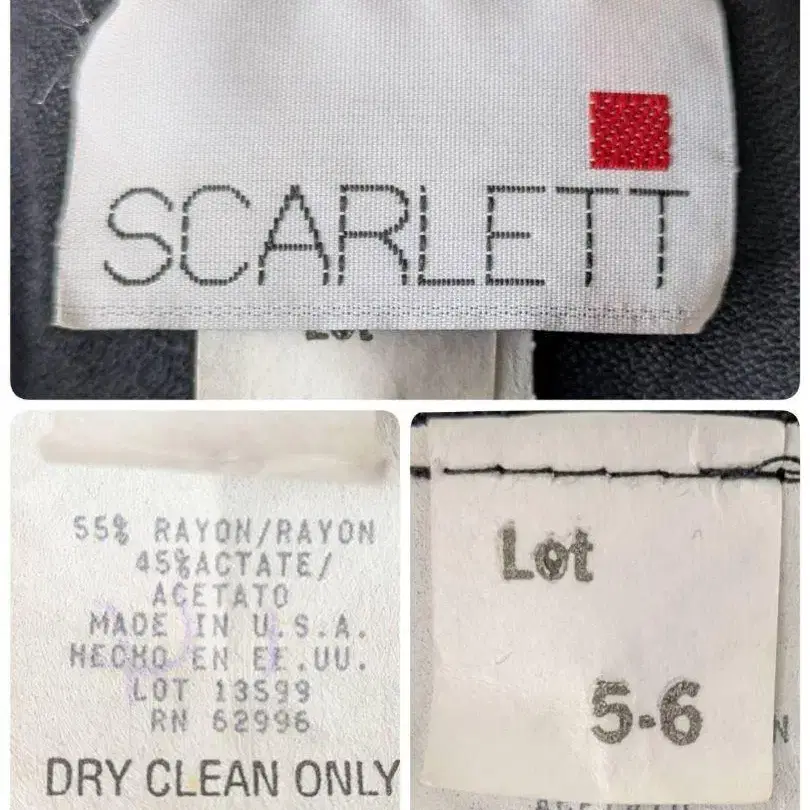 SCARLETT
Lot
55% RAYON/RAYON
45%ACTATE/
ACETATO
MADE IN U.S.A.
HECHO EN EE.UU.
LOT 13599
RN 62996
DRY CLEAN ONLY
Lot
5-6
N